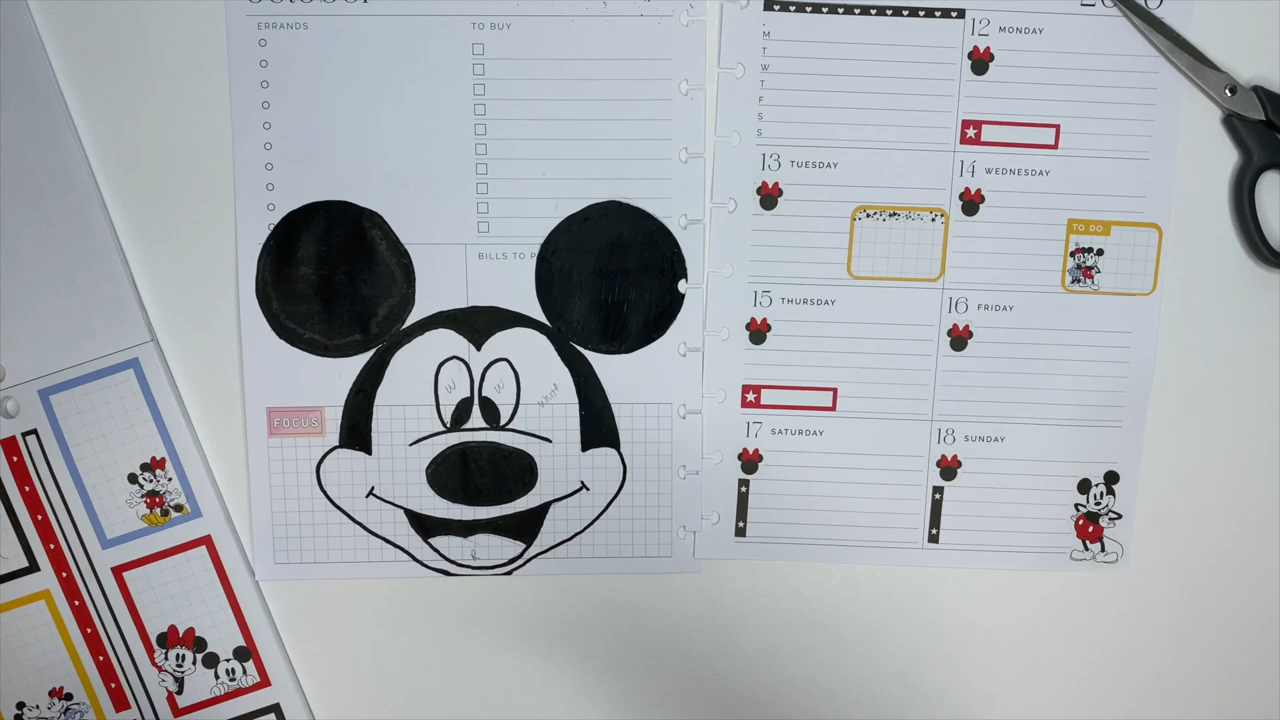 October
ERRANDS
TO BUY
BILLS TO P
FOCUS
W
W
R
M
T
W
T
F
S
S
12 MONDAY
13 TUESDAY
14 WEDNESDAY
TO DO
15 THURSDAY
16 FRIDAY
17 SATURDAY
18 SUNDAY